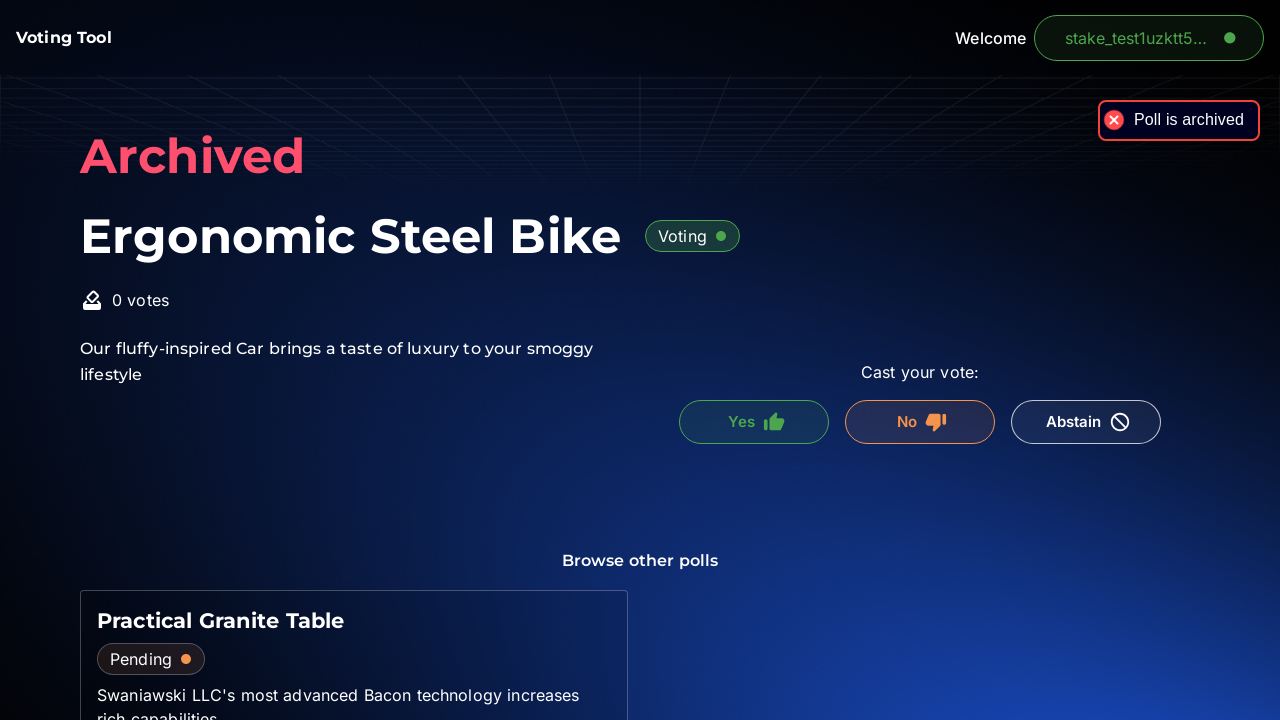 Voting Tool
Welcome
stake_test1uzktt5...
Poll is archived
Archived
Ergonomic Steel Bike
Voting
0 votes
Our fluffy-inspired Car brings a taste of luxury to your smoggy
lifestyle
Cast your vote:
Yes
No
Abstain
Browse other polls
Practical Granite Table
Pending
Swaniawski LLC's most advanced Bacon technology increases
rich capabilities